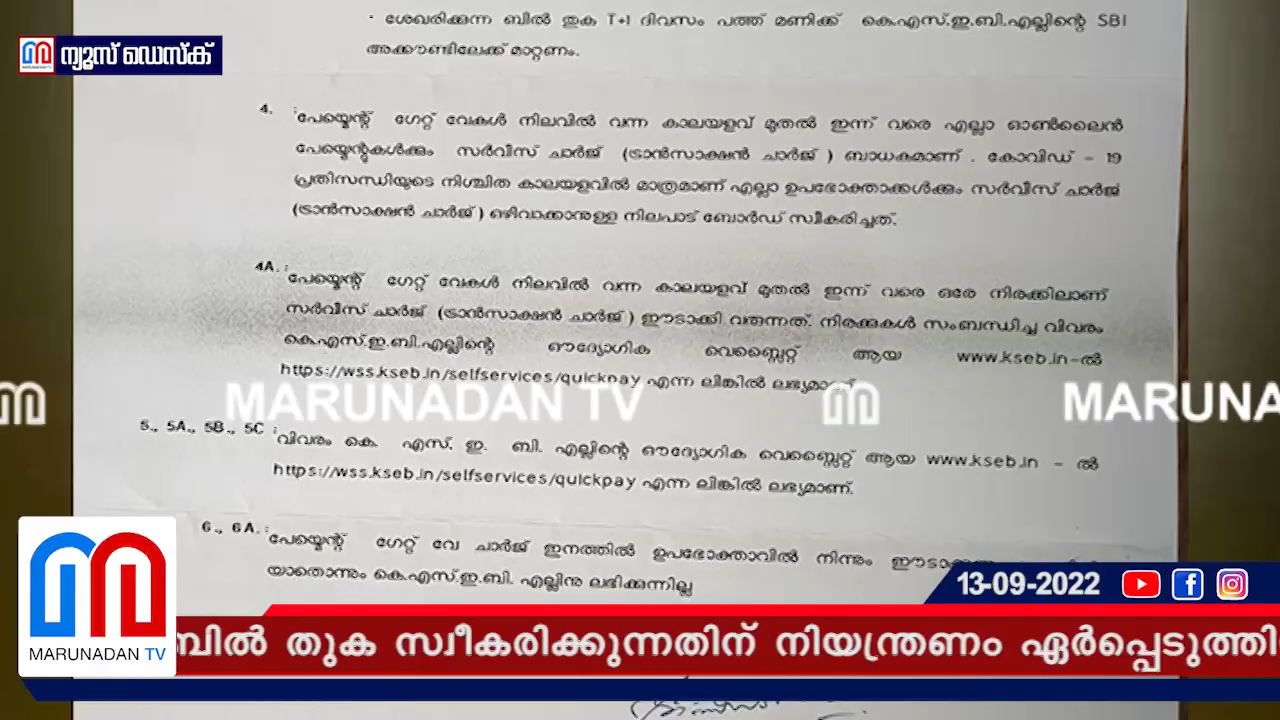 • ശേഖരിക്കുന്ന ബിൽ തുക T+1 ദിവസം പത്ത് മണിക്ക് കെ.എസ്.ഇ.ബി.എല്ലിന്റെ SBI
അക്കൗണ്ടിലേക്ക് മാറ്റണം.
ന്യൂസ് ഡെസ്ക്
MARUNADAN TV
4. :പേയ്മെന്റ് ഗേറ്റ് വേകൾ നിലവിൽ വന്ന കാലയളവ് മുതൽ ഇന്ന് വരെ എല്ലാ ഓൺലൈൻ
പേയ്മെന്റുകൾക്കും സർവീസ് ചാർജ് (ട്രാൻസാക്ഷൻ ചാർജ് ) ബാധകമാണ് . കോവിഡ് – 19
പ്രതിസന്ധിയുടെ നിശ്ചിത കാലയളവിൽ മാത്രമാണ് എല്ലാ ഉപഭോക്താക്കൾക്കും സർവീസ് ചാർജ്
(ട്രാൻസാക്ഷൻ ചാർജ് ) ഒഴിവാക്കാനുള്ള നിലപാട് ബോർഡ് സ്വീകരിച്ചത്.
4A. : പേയ്മെന്റ് ഗേറ്റ് വേകൾ നിലവിൽ വന്ന കാലയളവ് മുതൽ ഇന്ന് വരെ ഒരേ നിരക്കിലാണ്
സർവീസ് ചാർജ് (ട്രാൻസാക്ഷൻ ചാർജ് ) ഈടാക്കി വരുന്നത്. നിരക്കുകൾ സംബന്ധിച്ച വിവരം
കെ.എസ്.ഇ.ബി.എല്ലിന്റെ ഔദ്യോഗിക വെബ്സൈറ്റ് ആയ www.kseb.in-ൽ
https://wss.kseb.in/selfservices/quickpay എന്ന ലിങ്കിൽ ലഭ്യമാണ്
MARUNADAN TV MARUNA
5., 5A., 5B., 5C : വിവരം കെ. എസ്. ഇ. ബി. എല്ലിന്റെ ഔദ്യോഗിക വെബ്സൈറ്റ് ആയ www.kseb.in – ൽ
https://wss.kseb.in/selfservices/quickpay എന്ന ലിങ്കിൽ ലഭ്യമാണ്.
6., 6A. : പേയ്മെന്റ് ഗേറ്റ് വേ ചാർജ് ഇനത്തിൽ ഉപഭോക്താവിൽ നിന്നും
യാതൊന്നും കെ.എസ്.ഇ.ബി. എല്ലിനു ലഭിക്കുന്നില്ല
13-09-2022
MARUNADAN TV
ബിൽ തുക സ്വീകരിക്കുന്നതിന് നിയന്ത്രണം ഏർപ്പെടുത്തി